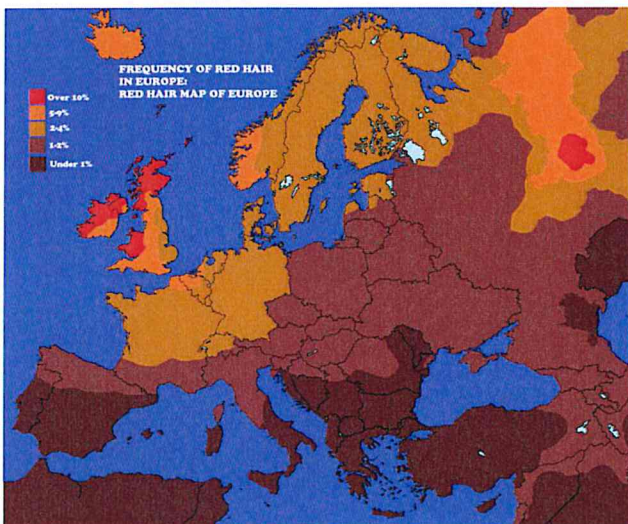 FREQUENCY OF RED HAIR
IN EUROPE:
RED HAIR MAP OF EUROPE
Over 10%
5-9%
2-4%
1-2%
Under 1%